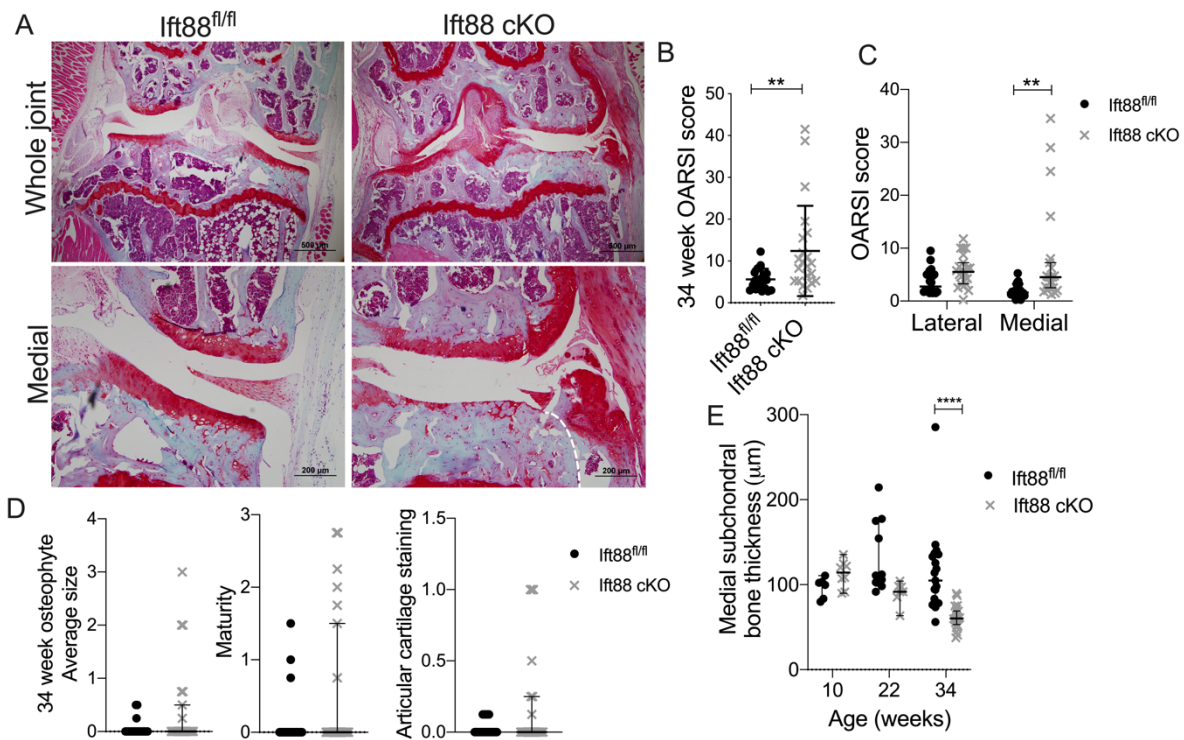 A
Ift88fl/fl
Ift88 cKO
Whole joint
500 µm
500 µm
Medial
200 µm
200 µm
B
34 week OARSI score
50
40
30
20
10
0
**
Ift88fl/fl
Ift88 cKO
C
OARSI score
40
30
20
10
0
**
Lateral
Medial
Ift88fl/fl
Ift88 cKO
D
34 week osteophyte
Average size
4
3
2
1
0
Maturity
3
2
1
0
Articular cartilage staining
1.5
1.0
0.5
0.0
Ift88fl/fl
Ift88 cKO
E
Medial subchondral
bone thickness (µm)
300
200
100
0
****
10
22
34
Age (weeks)
Ift88fl/fl
Ift88 cKO